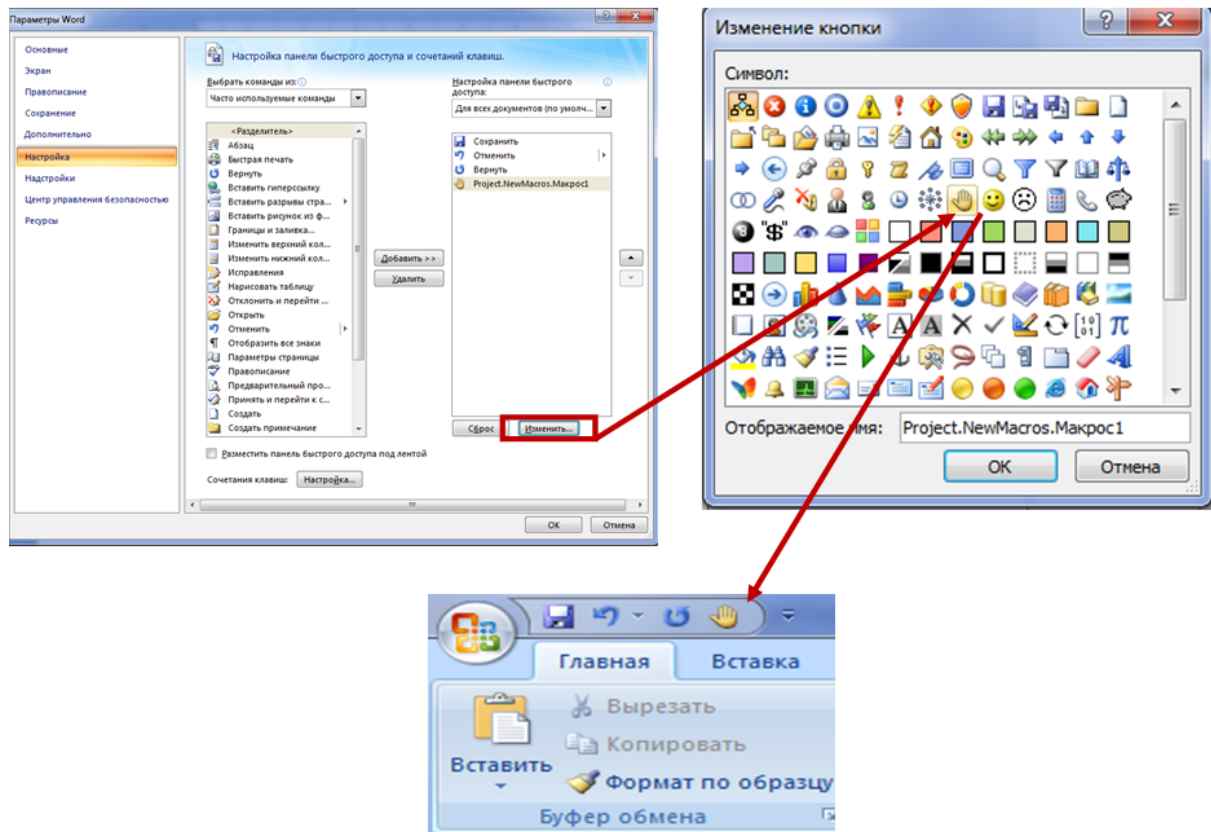 Параметры Word
Основные
Экран
Правописание
Сохранение
Дополнительно
Настройка
Надстройки
Центр управления безопасностью
Ресурсы
Настройка панели быстрого доступа и сочетаний клавиш.
Выбрать команды из:
Часто используемые команды
<Разделитель>
Абзац
Быстрая печать
Вернуть
Вставить гиперссылку
Вставить разрывы стра...
Вставить рисунок из ф...
Границы и заливка...
Изменить верхний кол...
Изменить нижний кол...
Исправления
Нарисовать таблицу
Отклонить и перейти ...
Открыть
Отменить
Отобразить все знаки
Параметры страницы
Правописание
Предварительный про...
Принять и перейти к с...
Создать
Создать примечание
Добавить >>
Удалить
Настройка панели быстрого
доступа:
Для всех документов (по умолч...
Сохранить
Отменить
Вернуть
Project.NewMacros.Макрос1
Сброс
Изменить...
Разместить панель быстрого доступа под лентой
Сочетания клавиш:
Настройка...
ОК
Отмена
Изменение кнопки
Символ:
Отображаемое имя:
Project.NewMacros.Макрос1
ОК
Отмена
Главная
Вставка
Вставить
Вырезать
Копировать
Формат по образцу
Буфер обмена